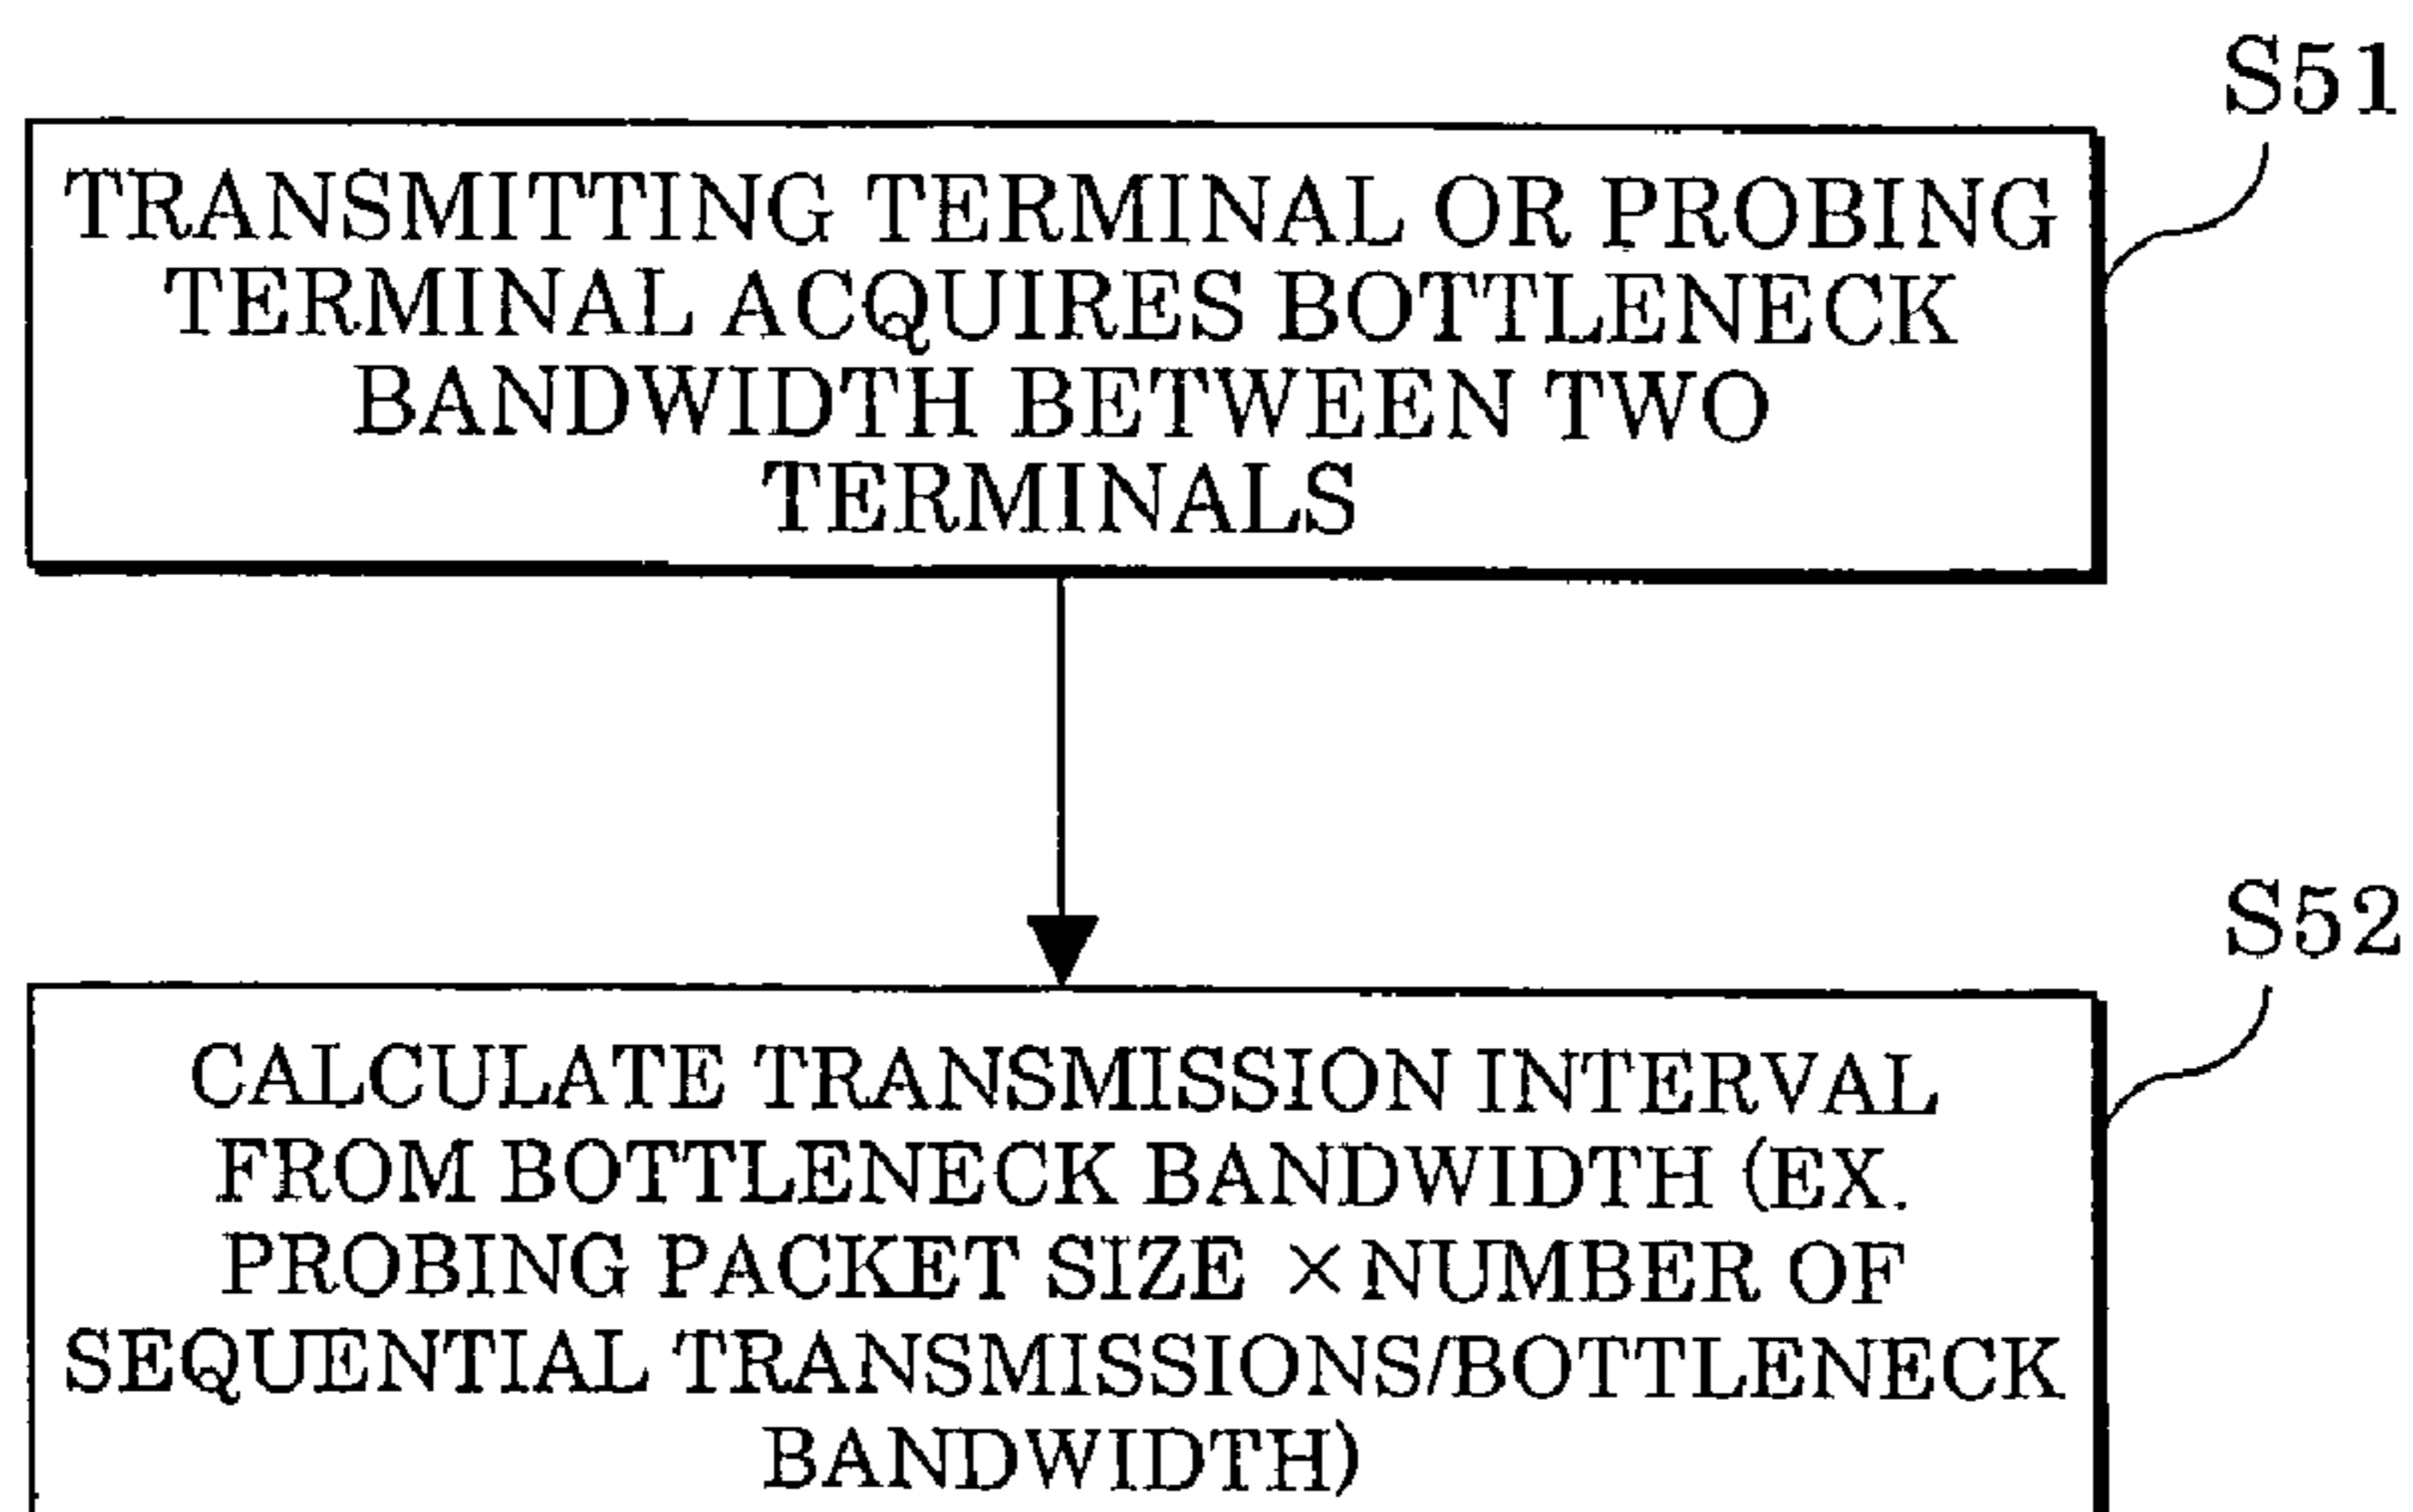 S51
TRANSMITTING TERMINAL OR PROBING
TERMINAL ACQUIRES BOTTLENECK
BANDWIDTH BETWEEN TWO
TERMINALS
S52
CALCULATE TRANSMISSION INTERVAL
FROM BOTTLENECK BANDWIDTH (EX.
PROBING PACKET SIZE × NUMBER OF
SEQUENTIAL TRANSMISSIONS/BOTTLENECK
BANDWIDTH)